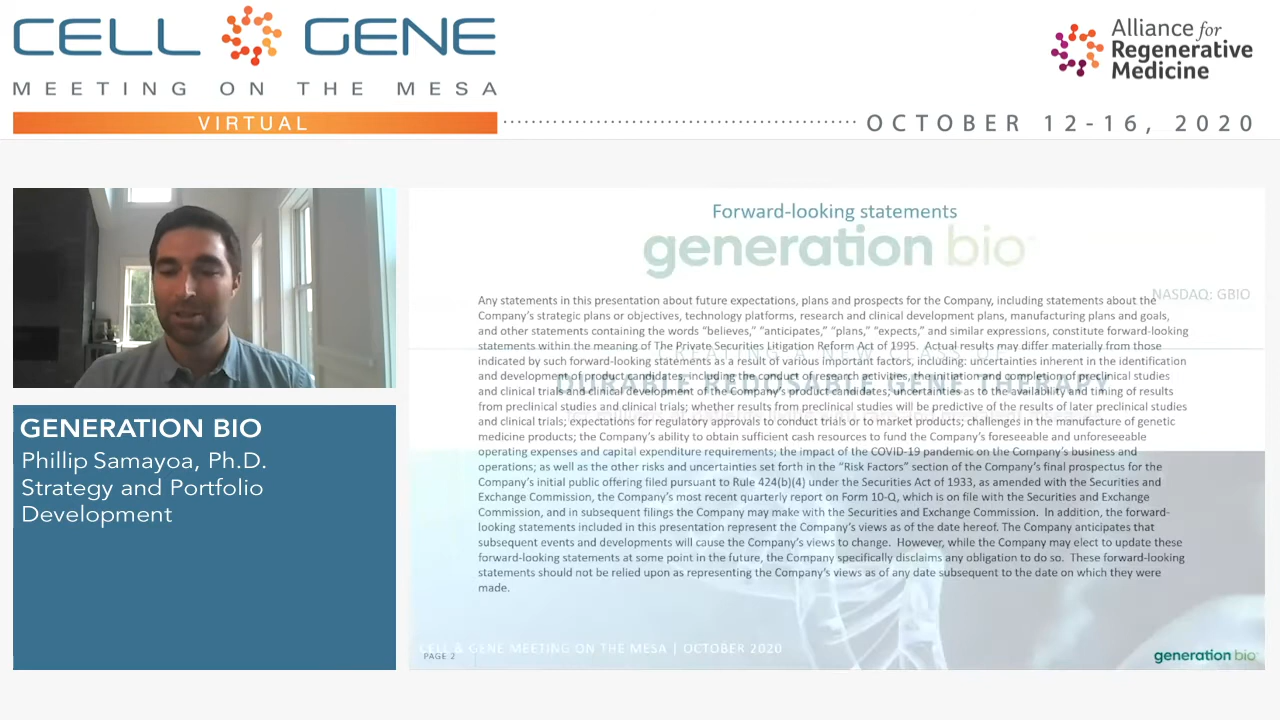 CELL GENE
MEETING ON THE MESA
VIRTUAL
Alliance for
Regenerative
Medicine
OCTOBER 12-16, 2020
GENERATION BIO
Phillip Samayoa, Ph.D.
Strategy and Portfolio
Development
Forward-looking statements
generation bio
NASDAQ: GBIO
Any statements in this presentation about future expectations, plans and prospects for the Company, including statements about the
Company's strategic plans or objectives, technology platforms, research and clinical development plans, manufacturing plans and goals,
and other statements containing the words "believes," "anticipates," "plans," "expects," and similar expressions, constitute forward-looking
statements within the meaning of The Private Securities Litigation Reform Act of 1995. Actual results may differ materially from those
indicated by such forward-looking statements as a result of various important factors, including: uncertainties inherent in the identification
and development of product candidates, including the conduct of research activities, the initiation and completion of preclinical studies
and clinical trials and clinical development of the Company's product candidates; uncertainties as to the availability and timing of results
from preclinical studies and clinical trials; whether results from preclinical studies will be predictive of the results of later preclinical studies
and clinical trials; expectations for regulatory approvals to conduct trials or to market products; challenges in the manufacture of genetic
medicine products; the Company's ability to obtain sufficient cash resources to fund the Company's foreseeable and unforeseeable
operating expenses and capital expenditure requirements; the impact of the COVID-19 pandemic on the Company's business and
operations; as well as the other risks and uncertainties set forth in the "Risk Factors" section of the Company's final prospectus for the
Company's initial public offering filed pursuant to Rule 424(b)(4) under the Securities Act of 1933, as amended with the Securities and
Exchange Commission, the Company's most recent quarterly report on Form 10-Q, which is on file with the Securities and Exchange
Commission, and in subsequent filings the Company may make with the Securities and Exchange Commission. In addition, the forward-
looking statements included in this presentation represent the Company's views as of the date hereof. The Company anticipates that
subsequent events and developments will cause the Company's views to change. However, while the Company may elect to update these
forward-looking statements at some point in the future, the Company specifically disclaims any obligation to do so. These forward-looking
statements should not be relied upon as representing the Company's views as of any date subsequent to the date on which they were
made.
DURABLE REDOSABLE GENE THERAPY
CELL & GENE MEETING ON THE MESA | OCTOBER 2020
PAGE 2
generation bio